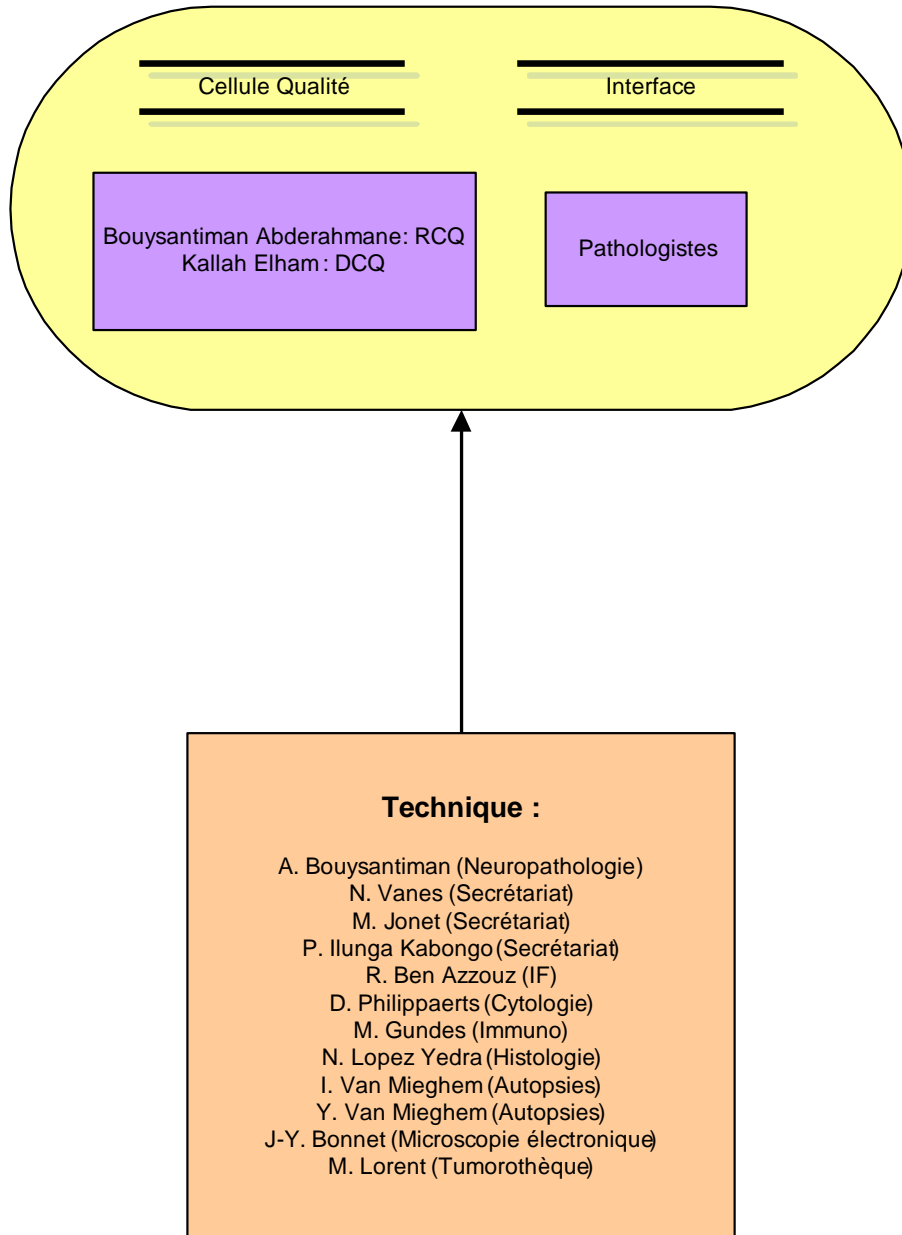 Cellule Qualité
Interface
Bouysantiman Abderahmane: RCQ
Kallah Elham : DCQ
Pathologistes
Technique :
A. Bouysantiman (Neuropathologie)
N. Vanes (Secrétariat)
M. Jonet (Secrétariat)
P. Ilunga Kabongo (Secrétariat)
R. Ben Azzouz (IF)
D. Philippaerts (Cytologie)
M. Gundes (Immuno)
N. Lopez Yedra (Histologie)
I. Van Mieghem (Autopsies)
Y. Van Mieghem (Autopsies)
J-Y. Bonnet (Microscopie électronique)
M. Lorent (Tumorothèque)